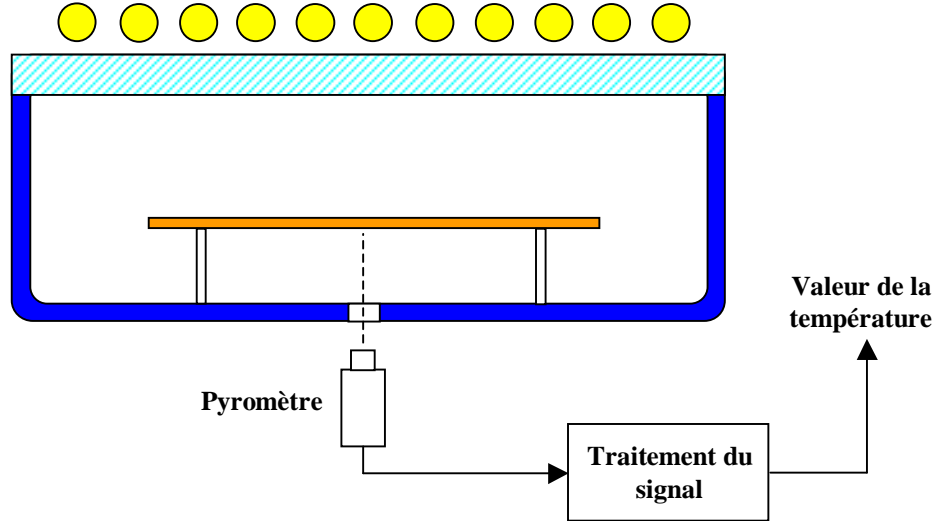 Valeur de la
température
Pyromètre
Traitement du
signal